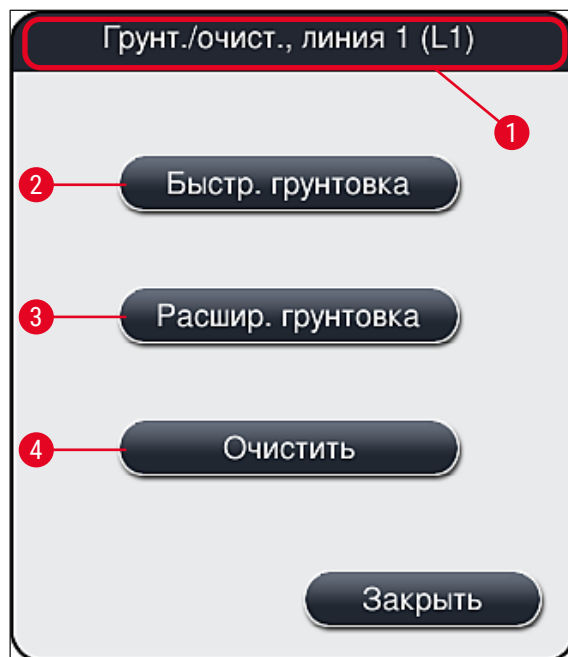 Грунт./очист., линия 1 (L1)
1
2
Быстр. грунтовка
3
Расшир. грунтовка
4
Очистить
Закрыть